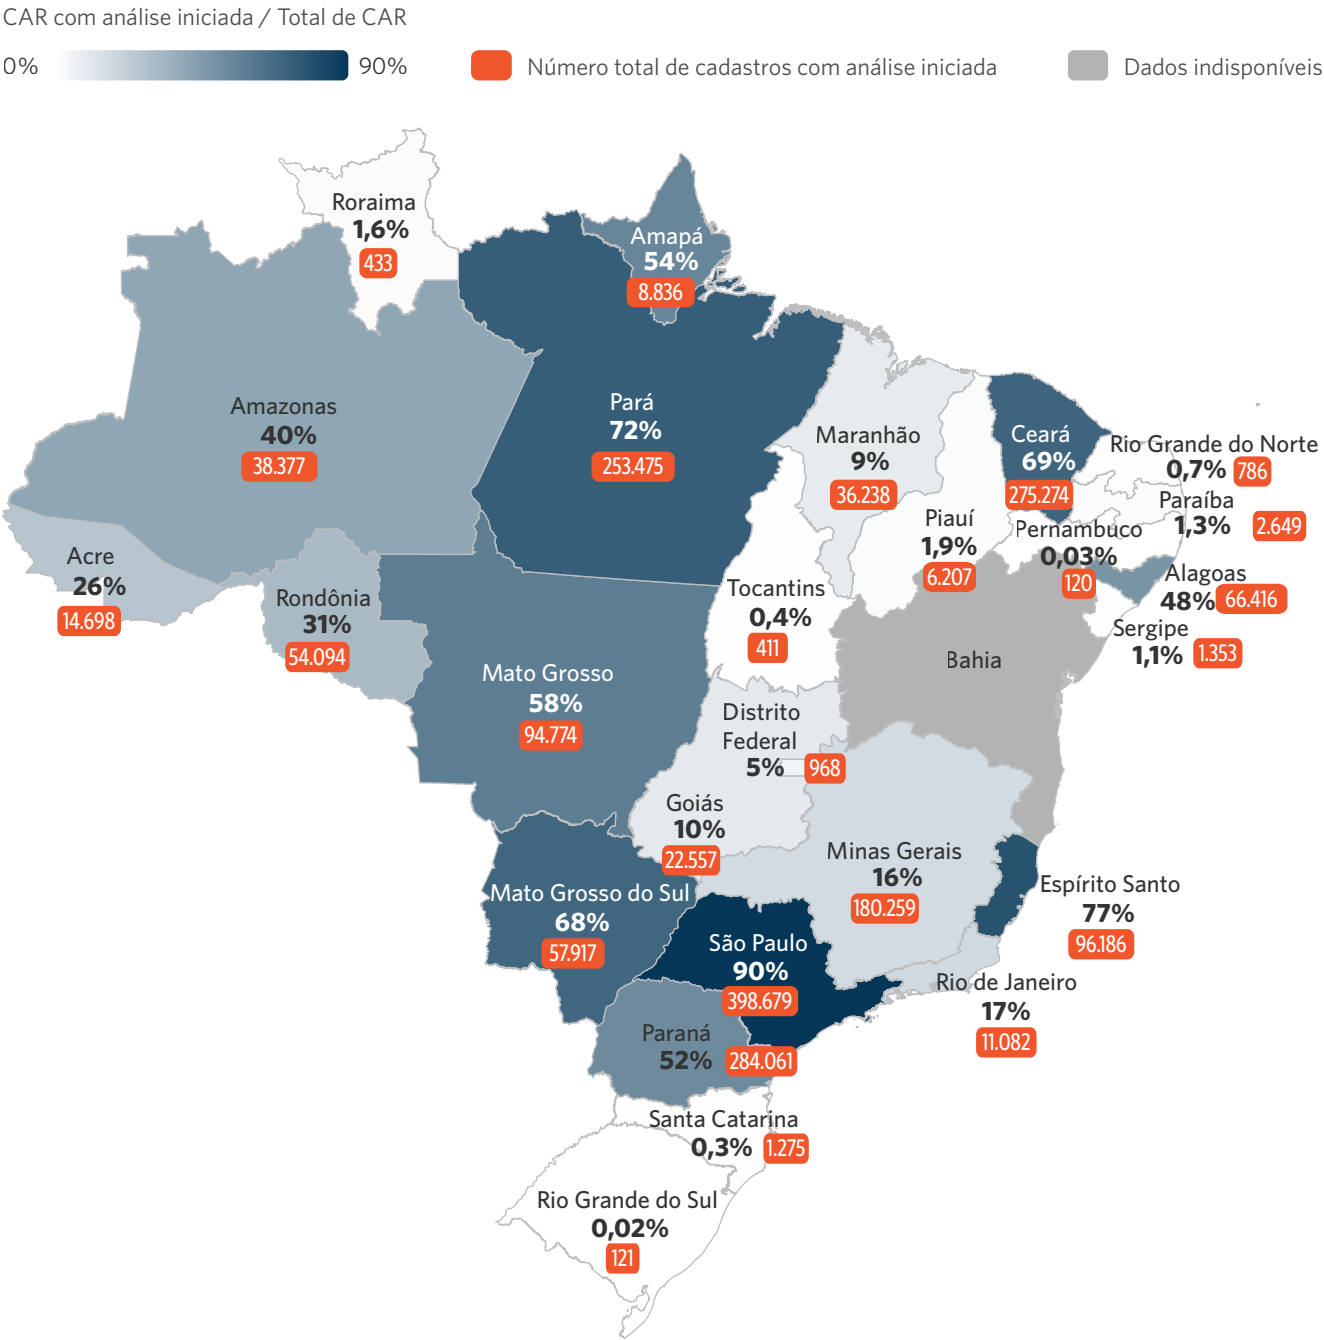 CAR com análise iniciada / Total de CAR
0%
90%
Número total de cadastros com análise iniciada
Dados indisponíveis
Roraima
1,6%
433
Amapá
54%
8.836
Amazonas
40%
38.377
Pará
72%
253.475
Maranhão
9%
36.238
Ceará
69%
275.274
Rio Grande do Norte
0,7% 786
Paraíba
1,3% 2.649
Piauí
1,9%
6.207
Pernambuco
0,03%
120
Alagoas
48% 66.416
Sergipe
1,1% 1.353
Acre
26%
14.698
Rondônia
31%
54.094
Tocantins
0,4%
411
Bahia
Mato Grosso
58%
94.774
Distrito
Federal
5% 968
Goiás
10%
22.557
Minas Gerais
16%
180.259
Espírito Santo
77%
96.186
Mato Grosso do Sul
68%
57.917
São Paulo
90%
398.679
Rio de Janeiro
17%
11.082
Paraná
52% 284.061
Santa Catarina
0,3% 1.275
Rio Grande do Sul
0,02%
121